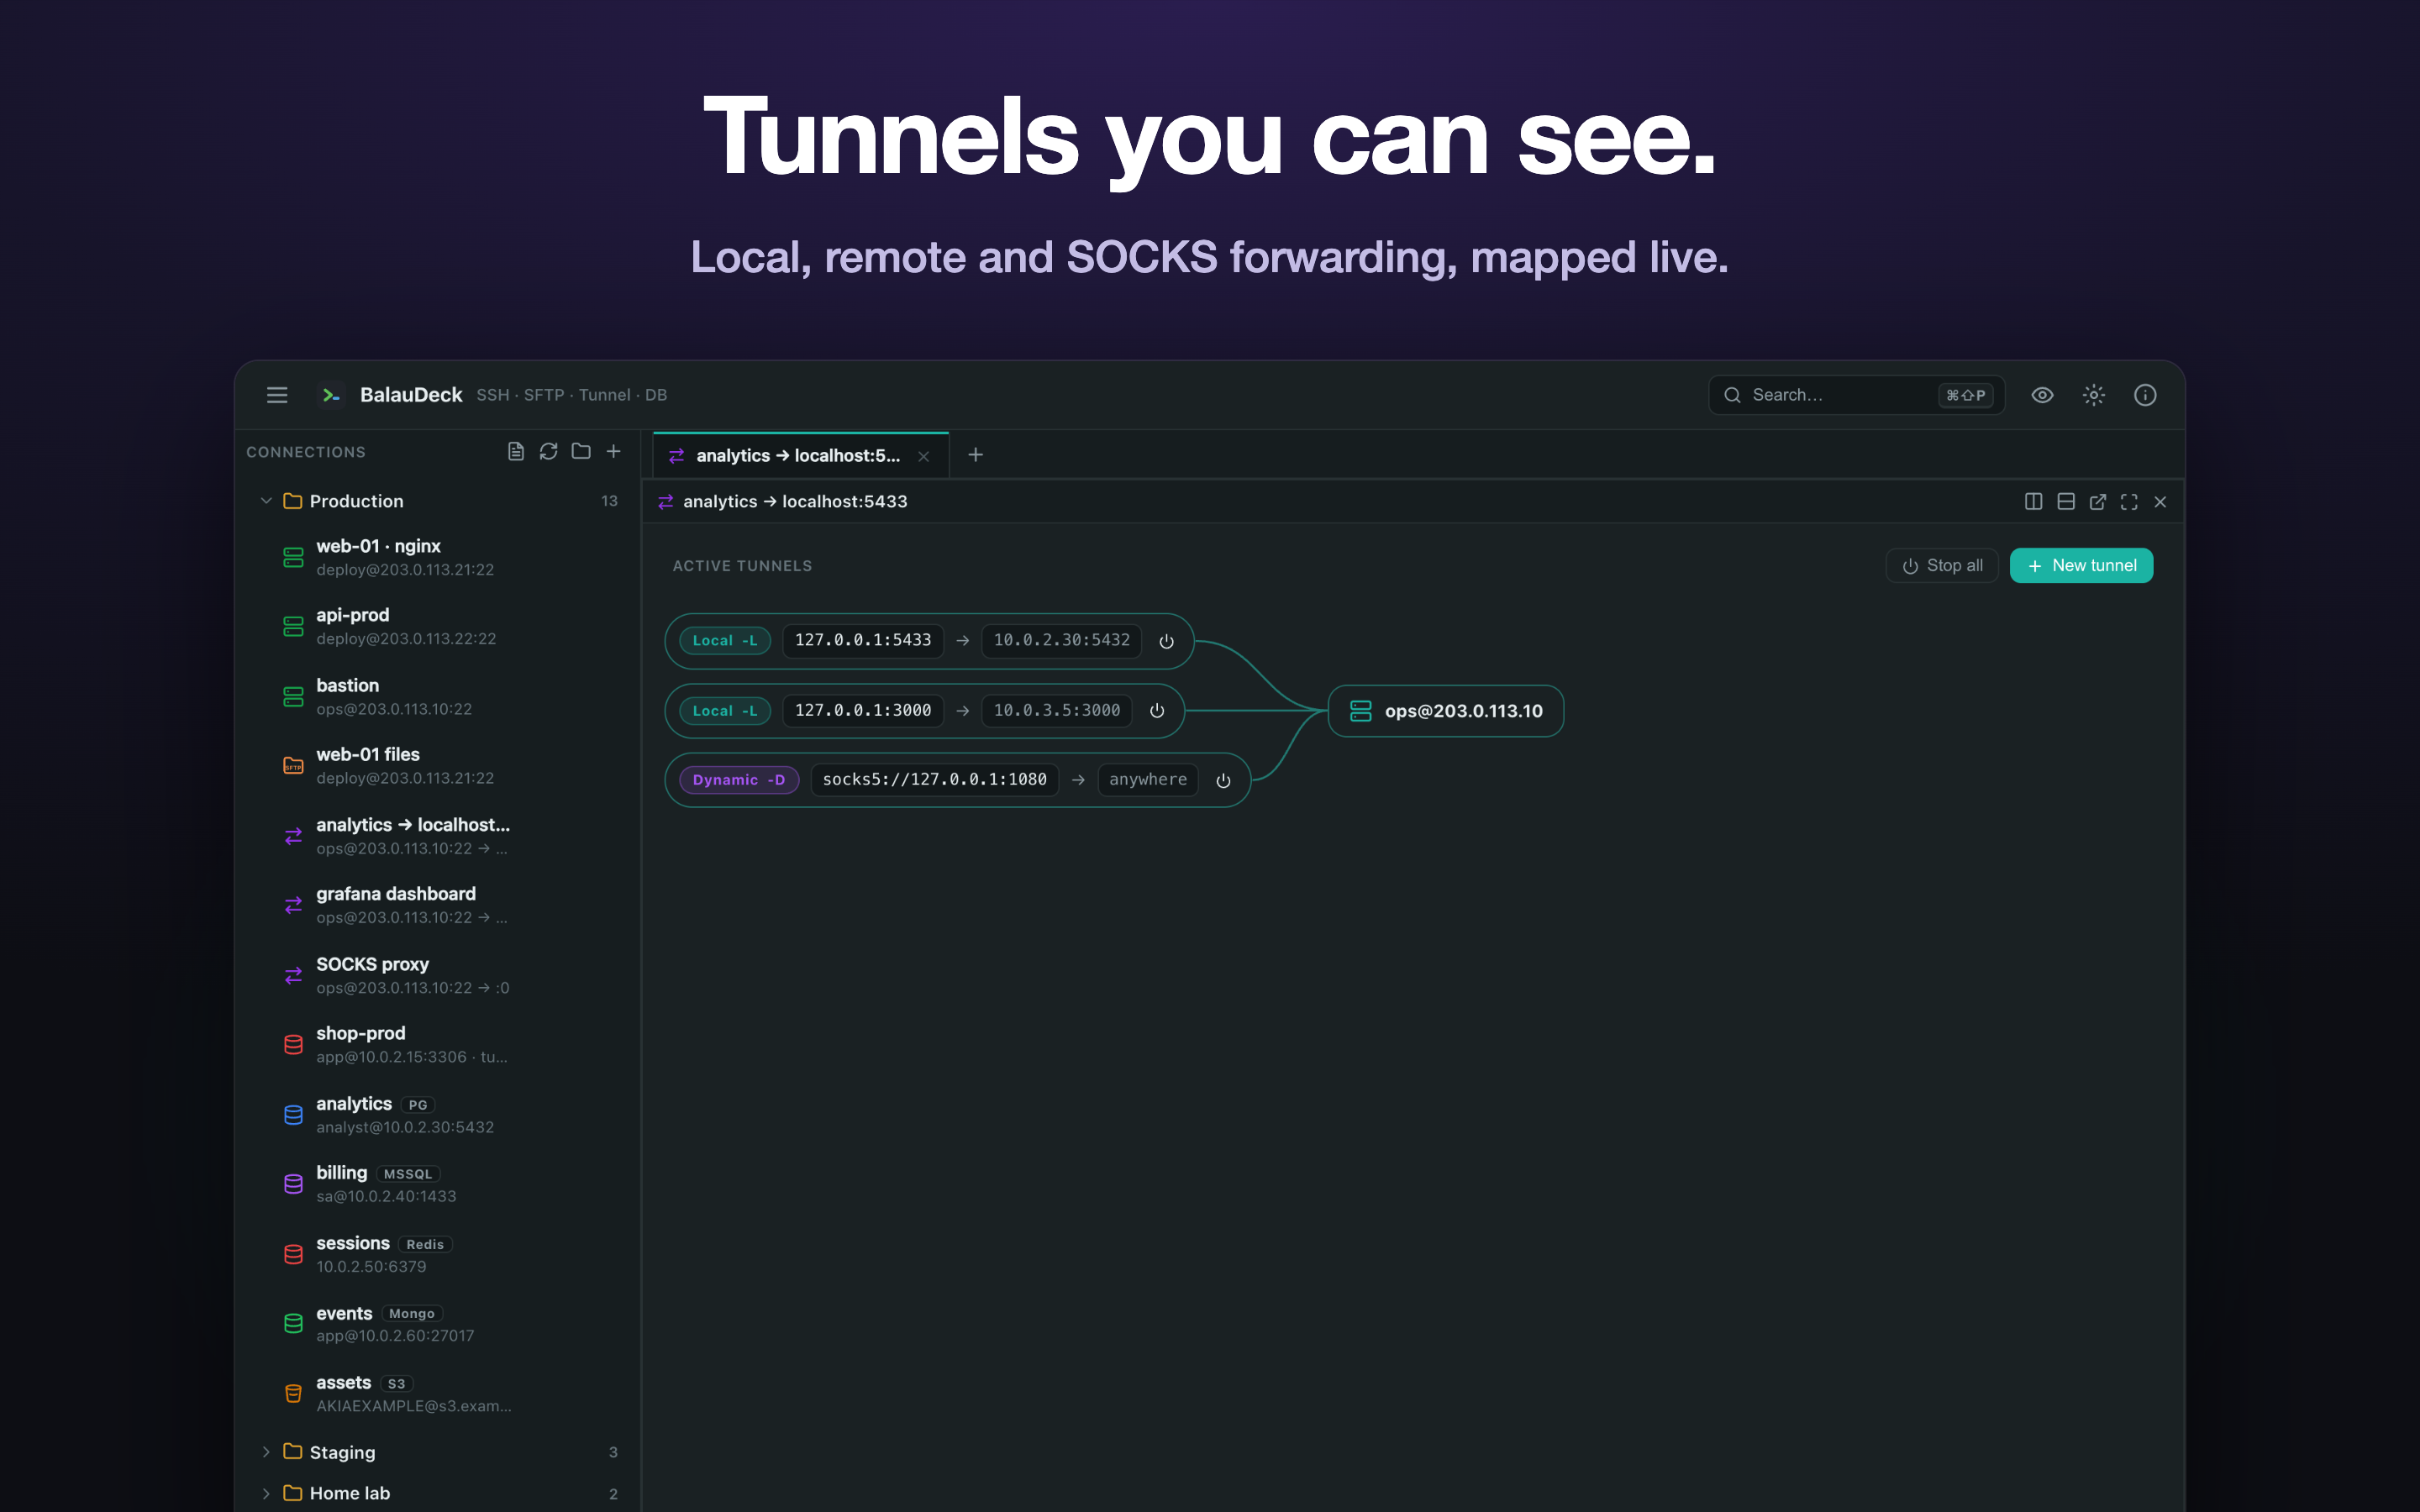 Tunnels you can see.
Local, remote and SOCKS forwarding, mapped live.
BalauDeck SSH · SFTP · Tunnel · DB
Search… ⌘⇧P
CONNECTIONS
analytics → localhost:5…
Production 13
analytics → localhost:5433
web-01 · nginx
deploy@203.0.113.21:22
api-prod
deploy@203.0.113.22:22
bastion
ops@203.0.113.10:22
SFTP
web-01 files
deploy@203.0.113.21:22
analytics → localhost…
ops@203.0.113.10:22 → …
grafana dashboard
ops@203.0.113.10:22 → …
SOCKS proxy
ops@203.0.113.10:22 → :0
shop-prod
app@10.0.2.15:3306 · tu…
analytics PG
analyst@10.0.2.30:5432
billing MSSQL
sa@10.0.2.40:1433
sessions Redis
10.0.2.50:6379
events Mongo
app@10.0.2.60:27017
assets S3
AKIAEXAMPLE@s3.exam…
Staging 3
Home lab 2
ACTIVE TUNNELS
Stop all
+ New tunnel
Local -L 127.0.0.1:5433 → 10.0.2.30:5432
Local -L 127.0.0.1:3000 → 10.0.3.5:3000
Dynamic -D socks5://127.0.0.1:1080 → anywhere
ops@203.0.113.10